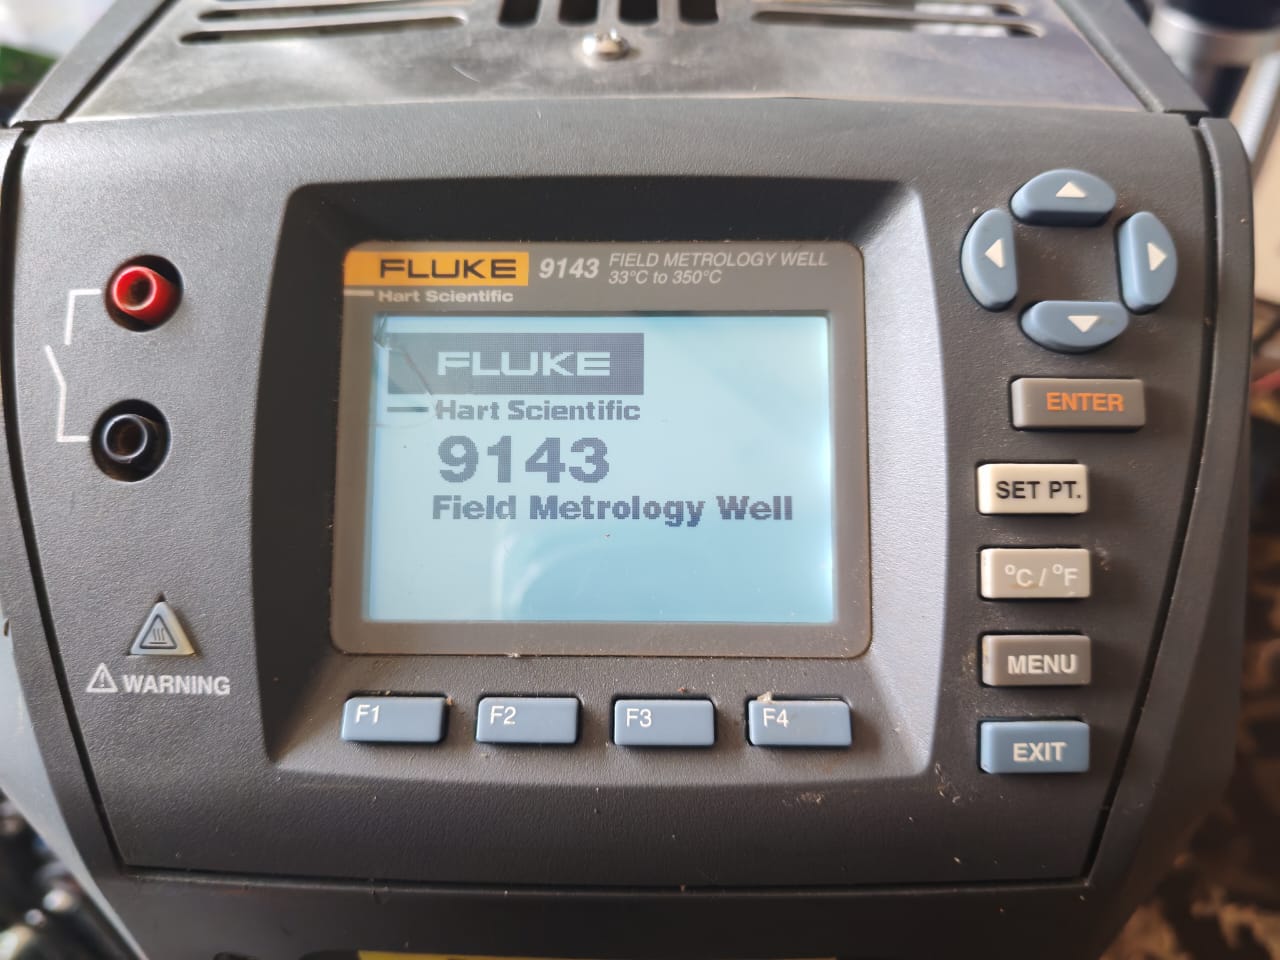 FLUKE 9143 FIELD METROLOGY WELL
33°C to 350°C
Hart Scientific
FLUKE
Hart Scientific
9143
Field Metrology Well
ENTER
SET PT.
°C / °F
MENU
EXIT
WARNING
F1 F2 F3 F4